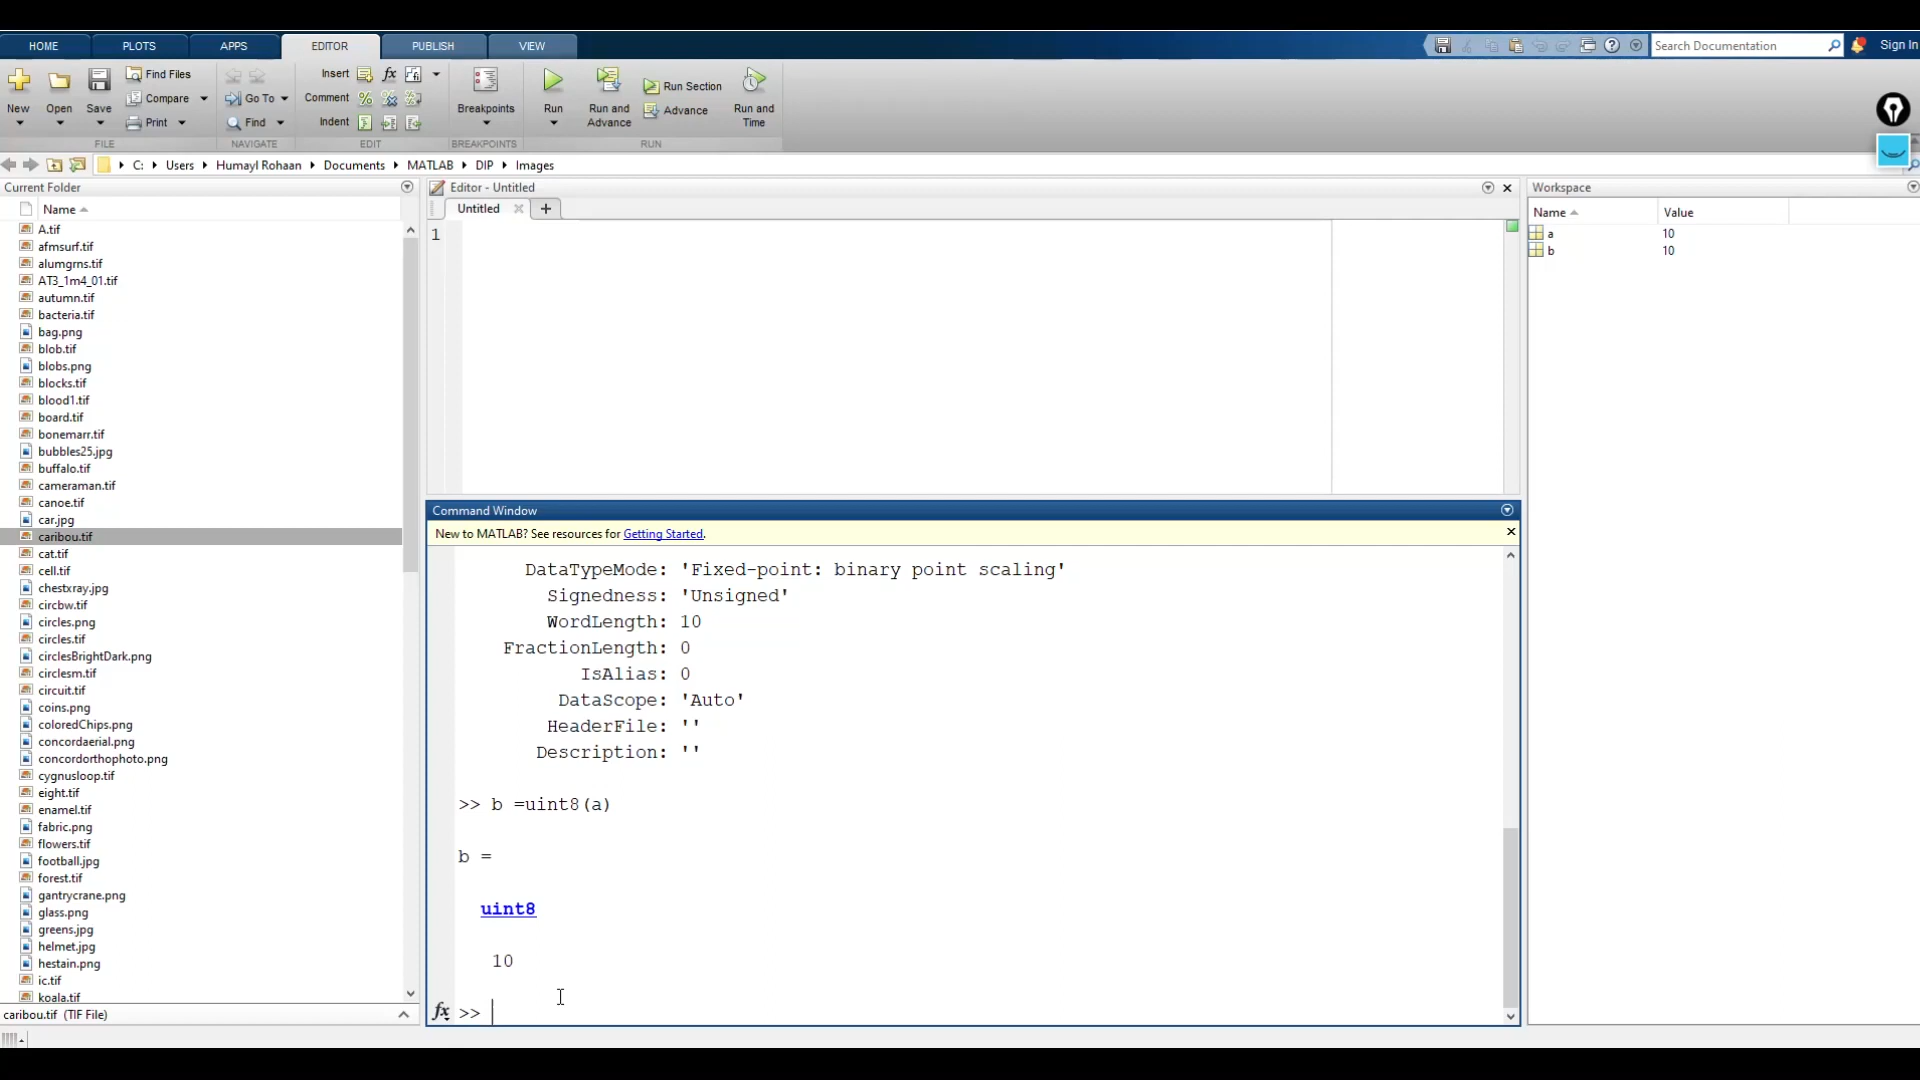 HOME PLOTS APPS EDITOR PUBLISH VIEW
Search Documentation Sign In
New Open Save
Find Files
Compare
Print
FILE
Go To
Find
NAVIGATE
Insert fx
Comment
Indent
EDIT
Breakpoints
BREAKPOINTS
Run
Run and Advance
Run Section
Advance
Run and Time
RUN
C: Users Humayl Rohaan Documents MATLAB DIP Images
Current Folder
Name
A.tif
afmsurf.tif
alumgrns.tif
AT3_1m4_01.tif
autumn.tif
bacteria.tif
bag.png
blob.tif
blobs.png
blocks.tif
blood1.tif
board.tif
bonemarr.tif
bubbles25.jpg
buffalo.tif
cameraman.tif
canoe.tif
car.jpg
caribou.tif
cat.tif
cell.tif
chestxray.jpg
circbw.tif
circles.png
circles.tif
circlesBrightDark.png
circlesm.tif
circuit.tif
coins.png
coloredChips.png
concordaerial.png
concordorthophoto.png
cygnusloop.tif
eight.tif
enamel.tif
fabric.png
flowers.tif
football.jpg
forest.tif
gantrycrane.png
glass.png
greens.jpg
helmet.jpg
hestain.png
ic.tif
koala.tif
caribou.tif (TIF File)
Editor - Untitled
Untitled
1
Command Window
New to MATLAB? See resources for Getting Started.
DataTypeMode: 'Fixed-point: binary point scaling'
Signedness: 'Unsigned'
WordLength: 10
FractionLength: 0
IsAlias: 0
DataScope: 'Auto'
HeaderFile: ''
Description: ''
>> b =uint8(a)
b =
uint8
10
fx >>
Workspace
Name Value
a 10
b 10